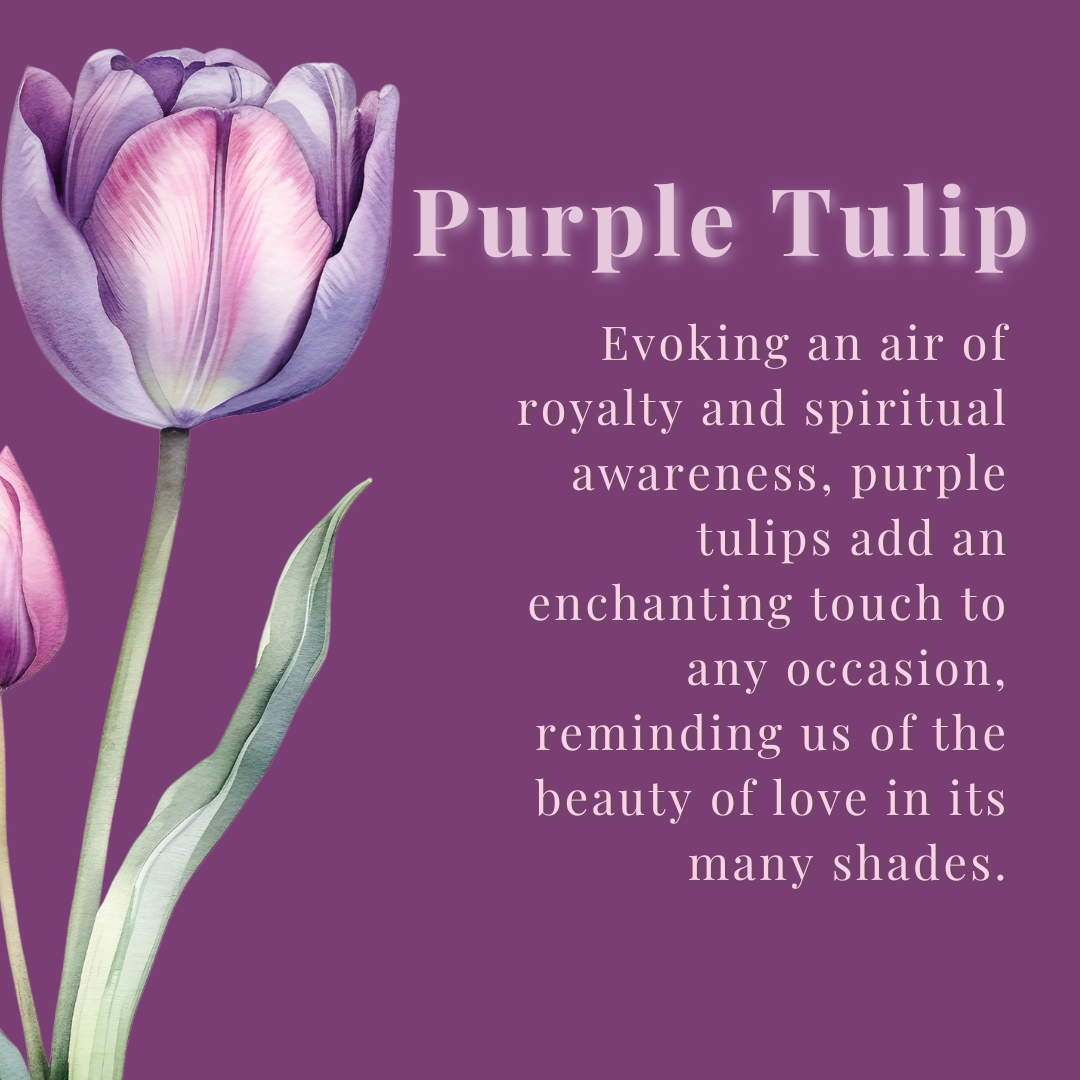 Purple Tulip
Evoking an air of
royalty and spiritual
awareness, purple
tulips add an
enchanting touch to
any occasion,
reminding us of the
beauty of love in its
many shades.